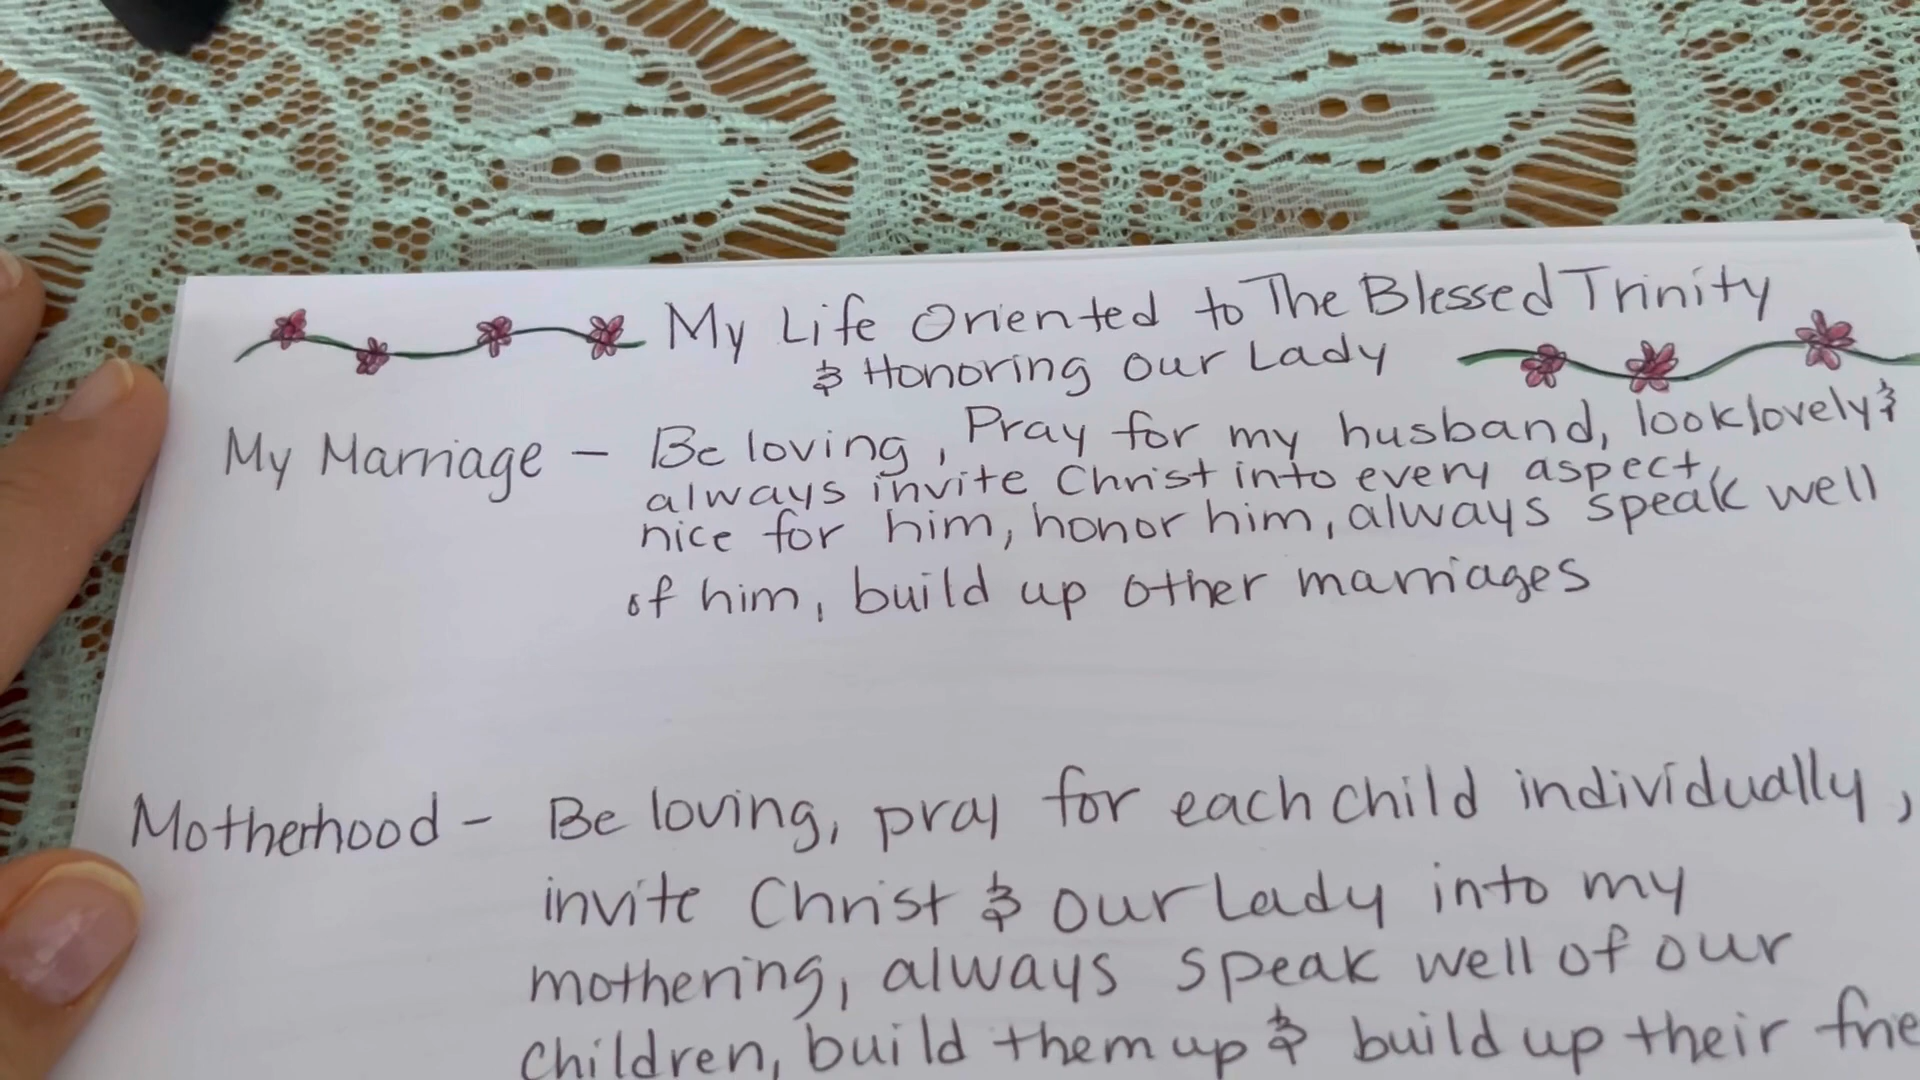 My Life Oriented to The Blessed Trinity
& Honoring Our Lady
My Marriage - Be loving, Pray for my husband, look lovely &
always invite Christ into every aspect,
nice for him, honor him, always speak well
of him, build up other marriages
Motherhood - Be loving, pray for each child individually,
invite Christ & Our Lady into my
mothering, always speak well of our
children, build them up & build up their